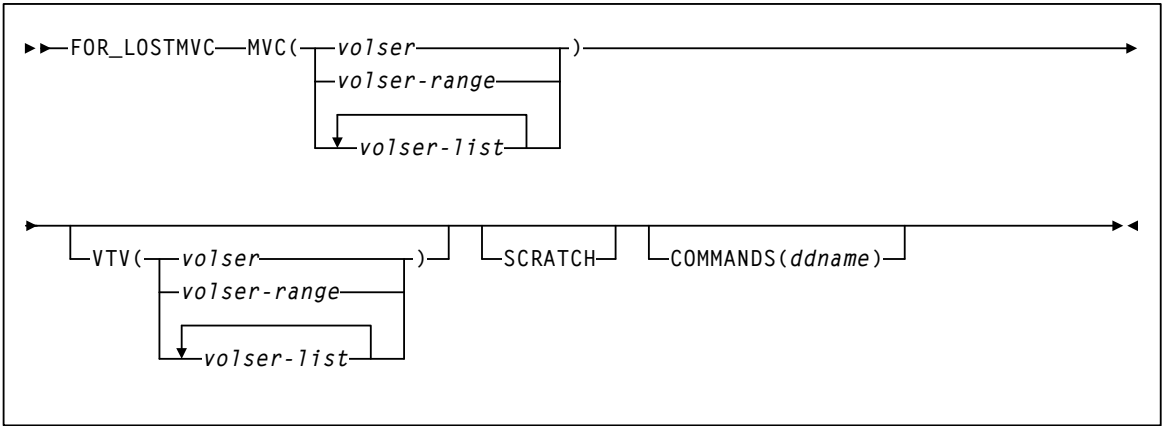 FOR_LOSTMVC MVC( volser )
volser-range
volser-list
VTV( volser ) SCRATCH COMMANDS(ddname)
volser-range
volser-list